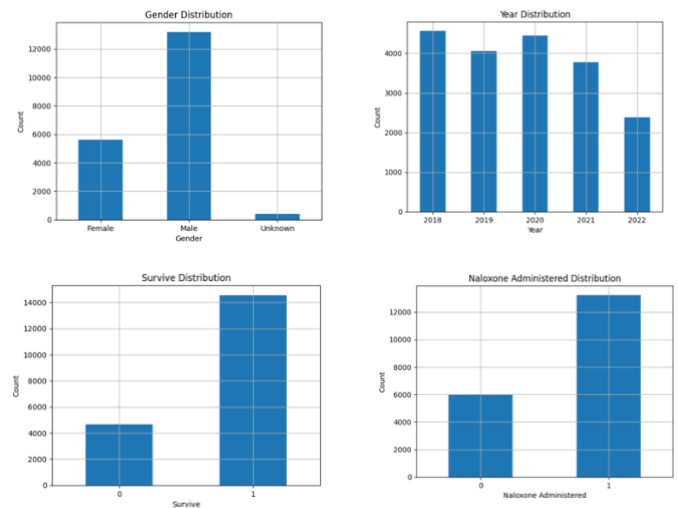 Gender Distribution
12000
10000
8000
6000
4000
2000
0
Count
Female Male Unknown
Gender
Year Distribution
4000
3000
2000
1000
0
Count
2018 2019 2020 2021 2022
Year
Survive Distribution
14000
12000
10000
8000
6000
4000
2000
0
Count
0 1
Survive
Naloxone Administered Distribution
12000
10000
8000
6000
4000
2000
0
Count
0 1
Naloxone Administered